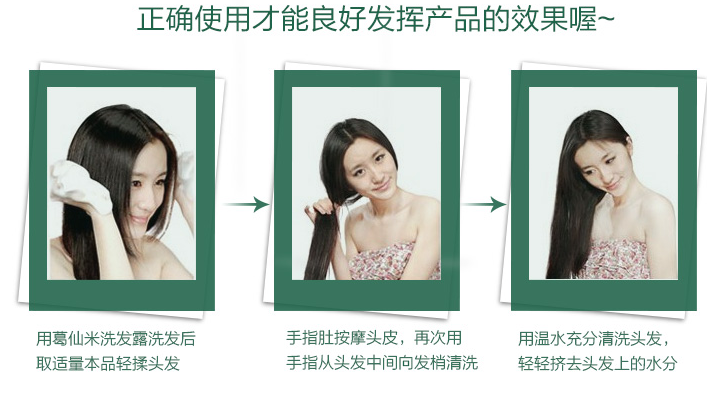 正确使用才能良好发挥产品的效果喔~
用葛仙米洗发露洗发后
取适量本品轻揉头发
手指肚按摩头皮，再次用
手指从头发中间向发梢清洗
用温水充分清洗头发，
轻轻挤去头发上的水分